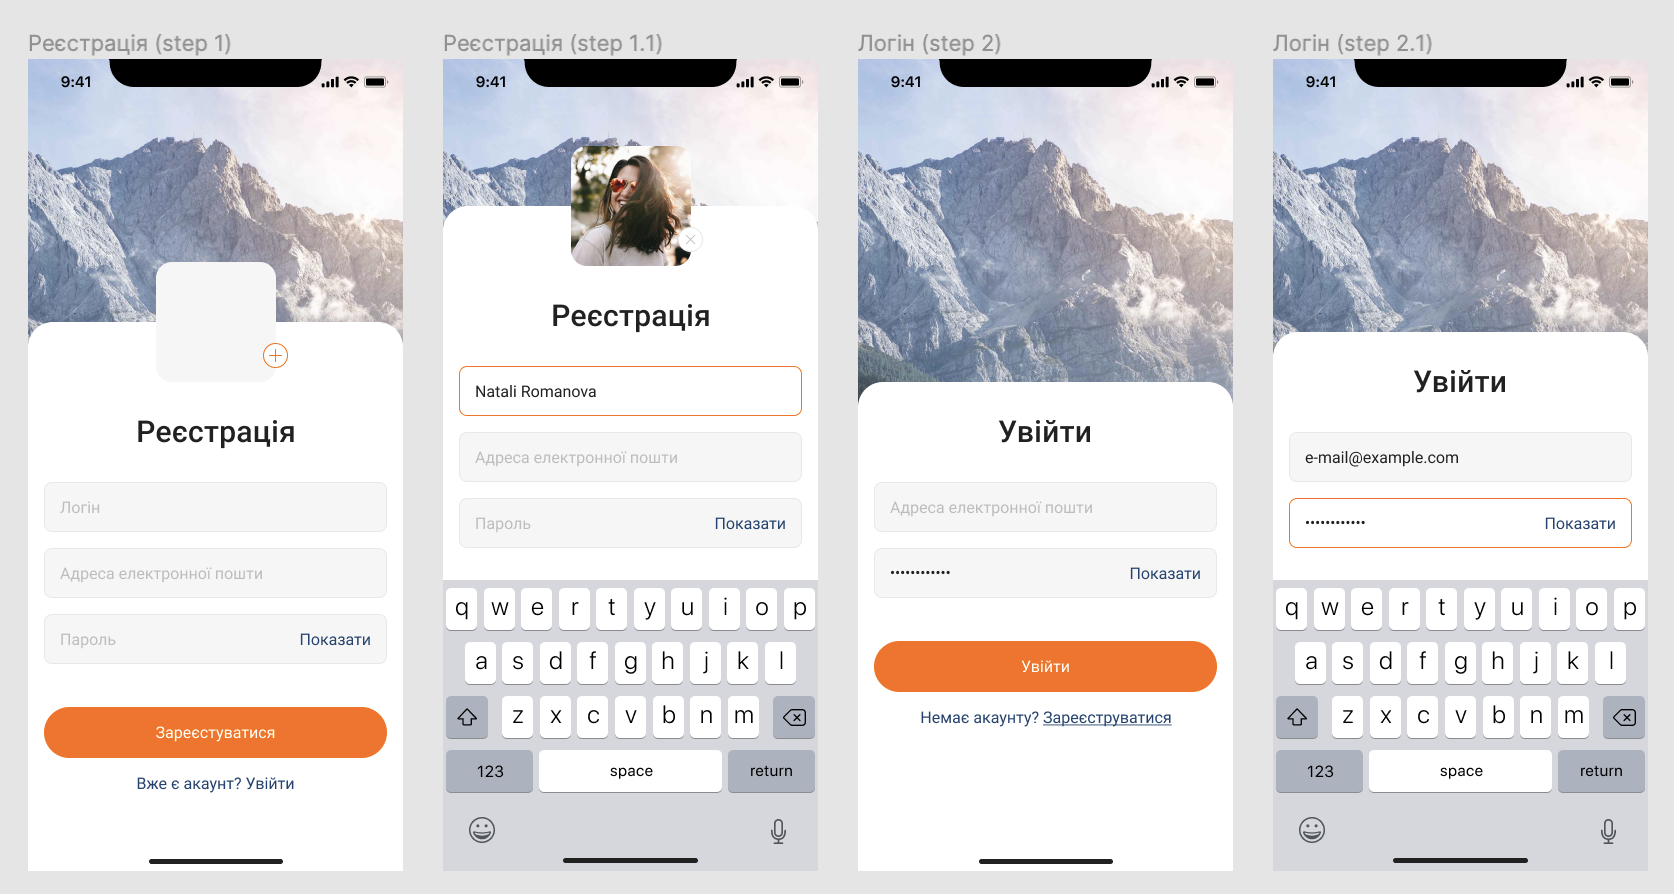 Реєстрація (step 1)
9:41
Реєстрація
Логін
Адреса електронної пошти
Пароль
Показати
Зареєстуватися
Вже є акаунт? Увійти
Реєстрація (step 1.1)
9:41
Реєстрація
Natali Romanova
Адреса електронної пошти
Пароль
Показати
q w e r t y u i o p
a s d f g h j k l
z x c v b n m
123 space return
Логін (step 2)
9:41
Увійти
Адреса електронної пошти
••••••••••••
Показати
Увійти
Немає акаунту? Зареєструватися
Логін (step 2.1)
9:41
Увійти
e-mail@example.com
••••••••••••
Показати
q w e r t y u i o p
a s d f g h j k l
z x c v b n m
123 space return